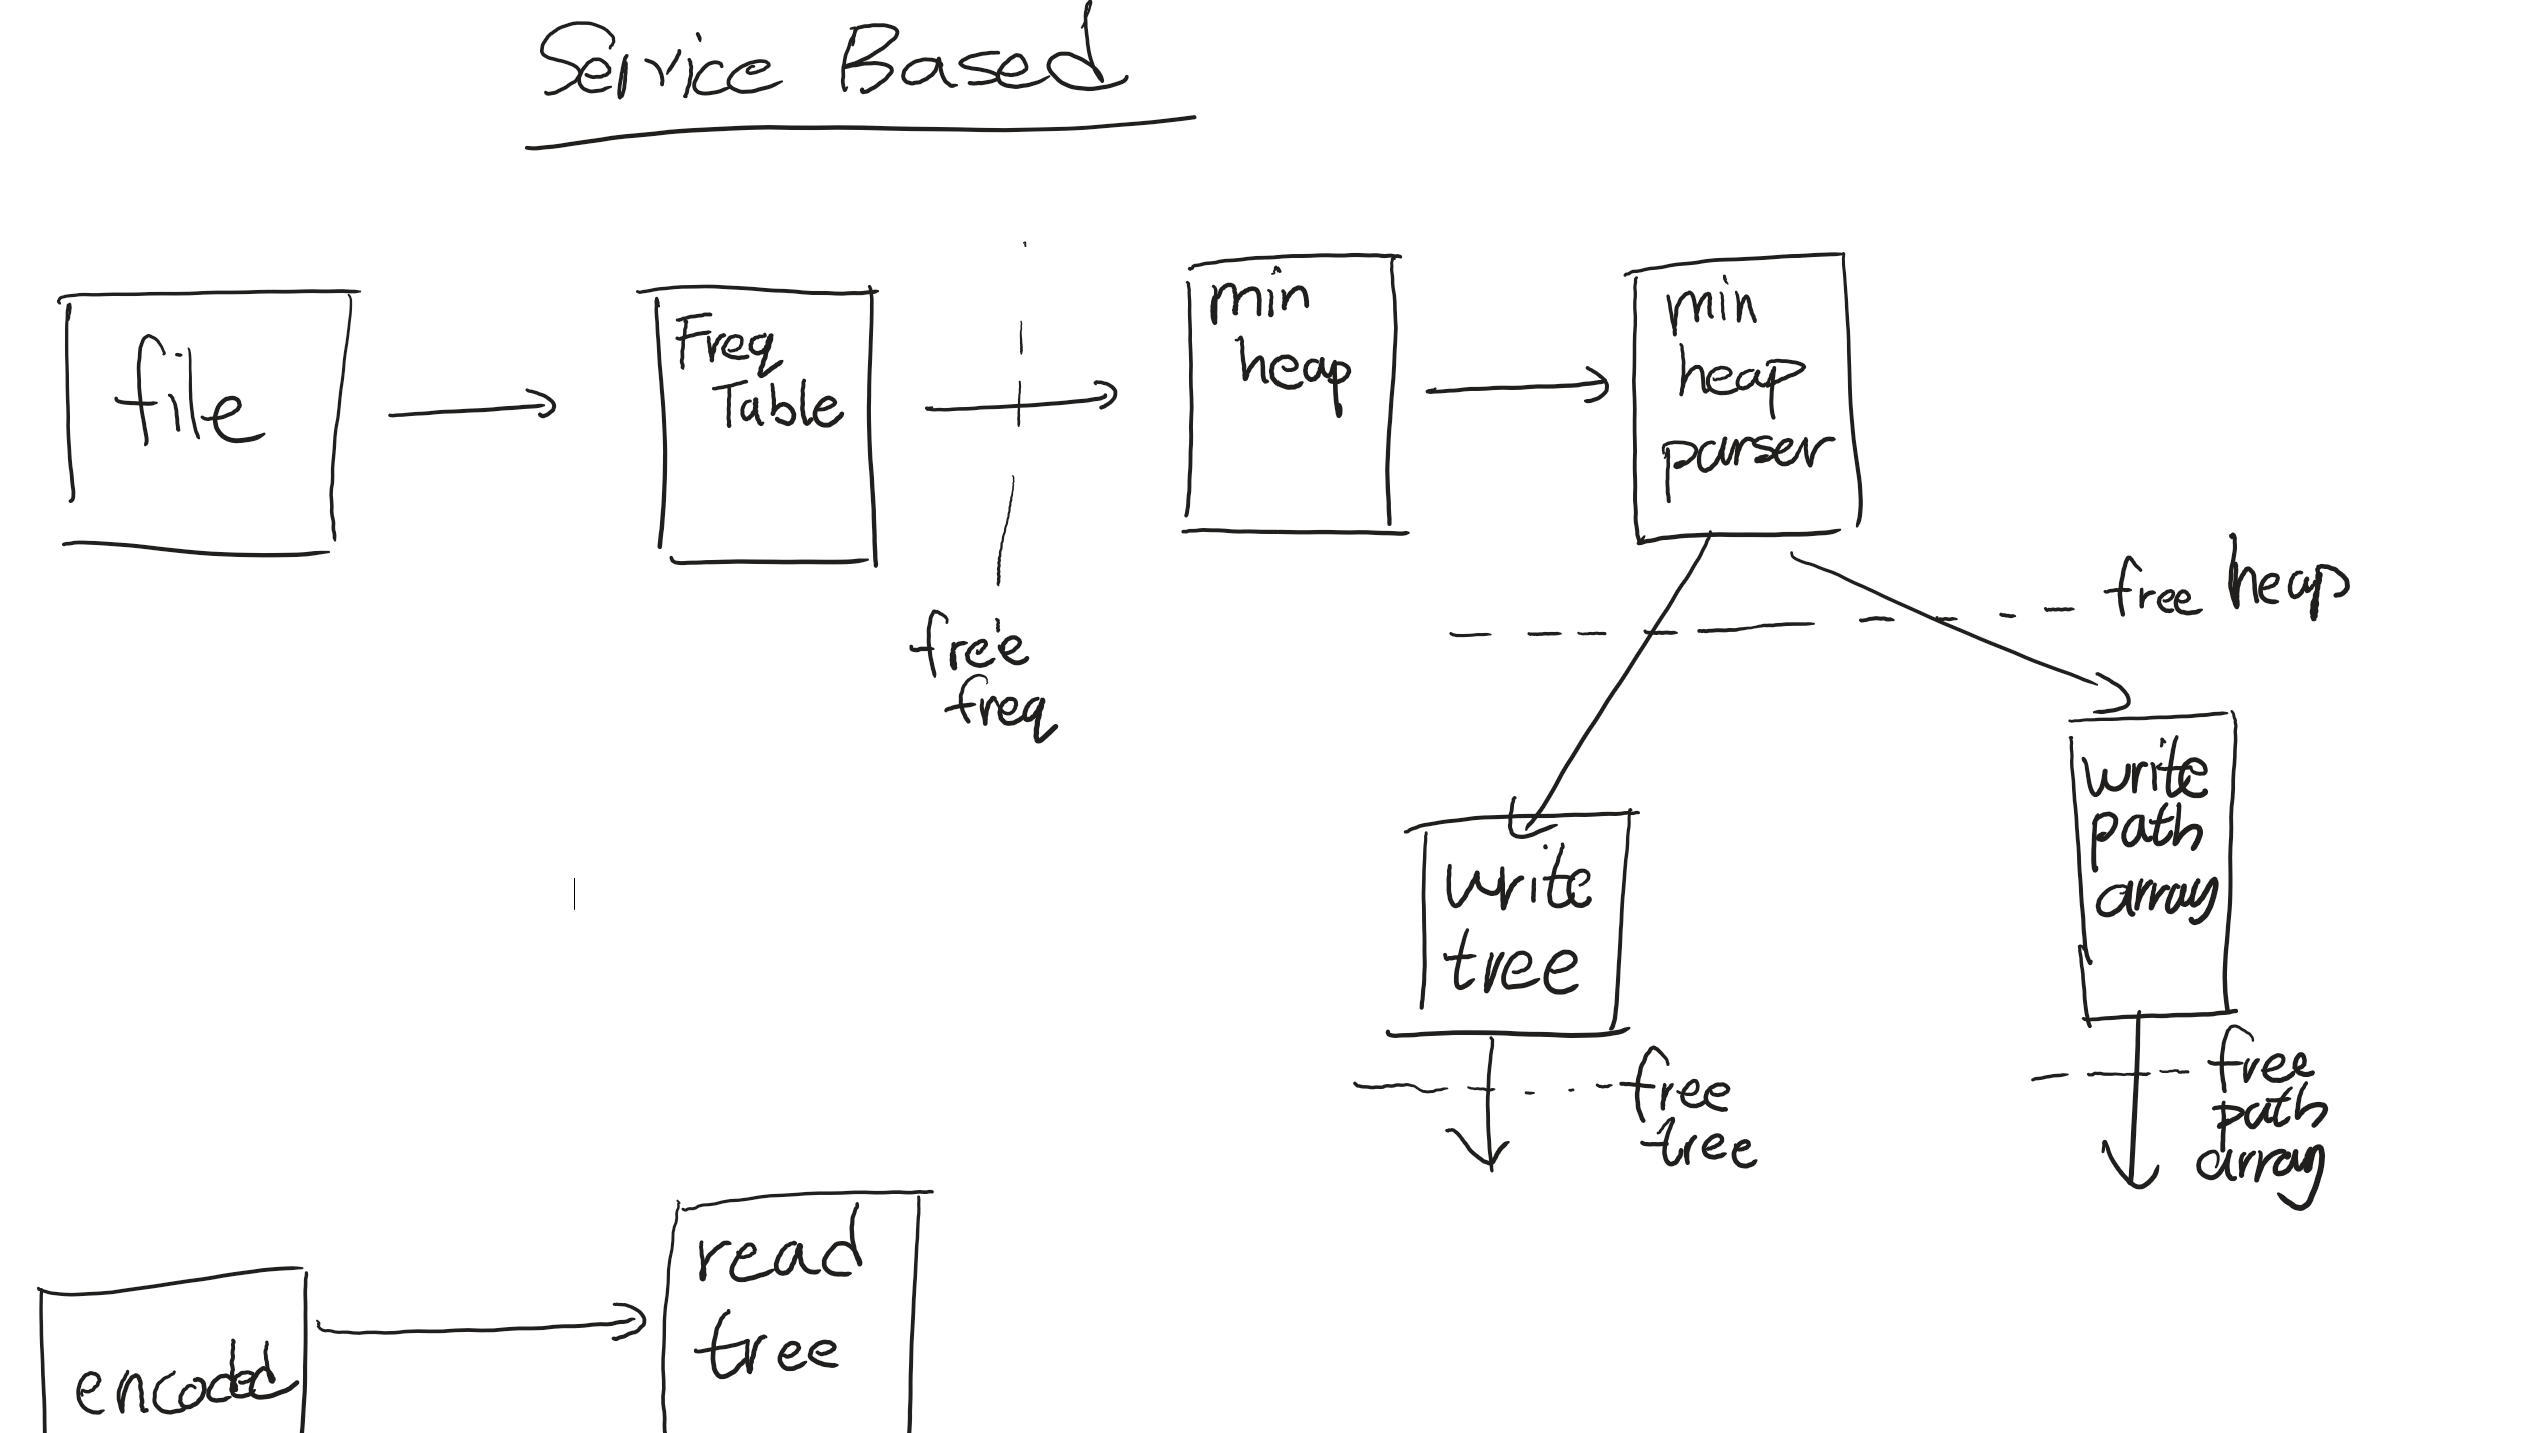 Service Based
file
Freq
Table
min
heap
min
heap
parser
free
freq
free heap
write
tree
write
path
array
free
tree
free
path
array
encoded
read
tree